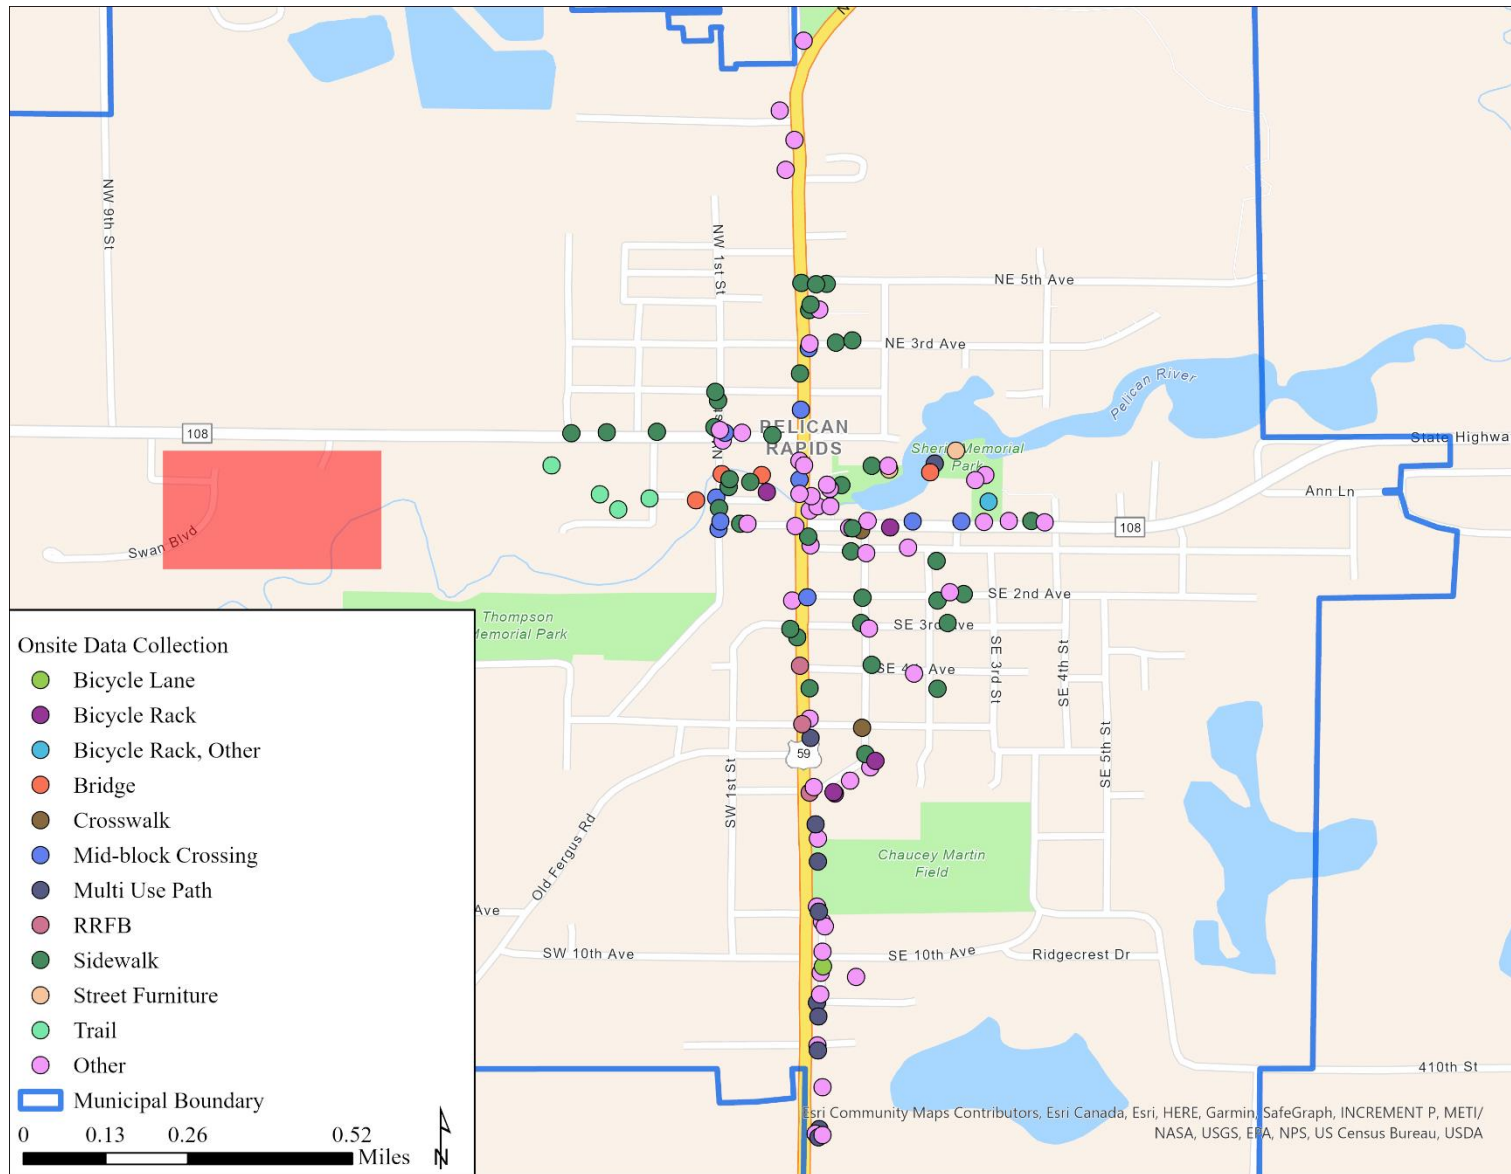 NW 9th St
NW 1st St
NE 5th Ave
NE 3rd Ave
Pelican River
PELICAN
RAPIDS
108
State Highwa
Memorial
Park
Ann Ln
108
Swan Blvd
SE 2nd Ave
Thompson
Memorial Park
SE 3rd Ave
SE 3rd St
SE 4th St
Ave
59
SE 5th St
SW 1st St
Old Fergus Rd
Chaucey Martin
Field
Ave
SW 10th Ave
SE 10th Ave
Ridgecrest Dr
410th St
Onsite Data Collection
Bicycle Lane
Bicycle Rack
Bicycle Rack, Other
Bridge
Crosswalk
Mid-block Crossing
Multi Use Path
RRFB
Sidewalk
Street Furniture
Trail
Other
Municipal Boundary
0 0.13 0.26 0.52
Miles N
Esri Community Maps Contributors, Esri Canada, Esri, HERE, Garmin, SafeGraph, INCREMENT P, METI/
NASA, USGS, EPA, NPS, US Census Bureau, USDA